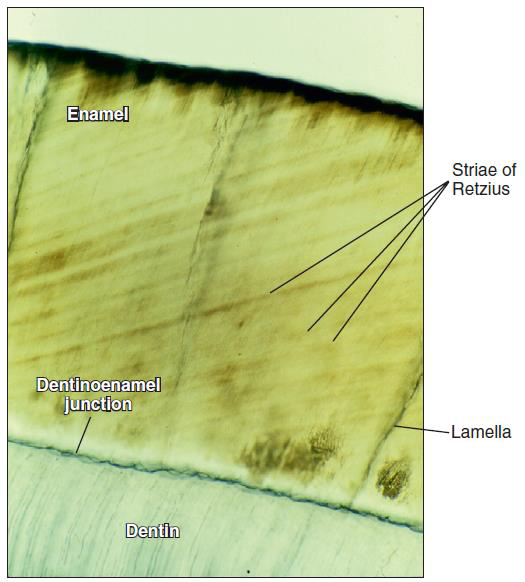 Enamel
Striae of
Retzius
Dentinoenamel
junction
Lamella
Dentin